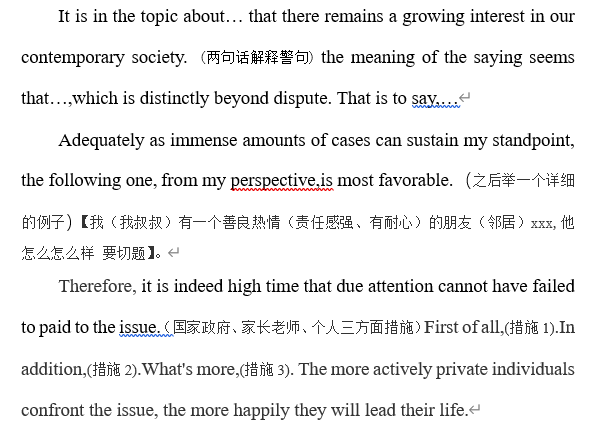 It is in the topic about… that there remains a growing interest in our
contemporary society.（两句话解释警句）the meaning of the saying seems
that…,which is distinctly beyond dispute. That is to say,…
Adequately as immense amounts of cases can sustain my standpoint,
the following one, from my perspective,is most favorable.（之后举一个详细
的例子）【我（我叔叔）有一个善良热情（责任感强、有耐心）的朋友（邻居）xxx, 他
怎么怎么样 要切题】。
Therefore, it is indeed high time that due attention cannot have failed
to paid to the issue.（国家政府、家长老师、个人三方面措施）First of all,(措施 1).In
addition,(措施 2).What's more,(措施 3). The more actively private individuals
confront the issue, the more happily they will lead their life.